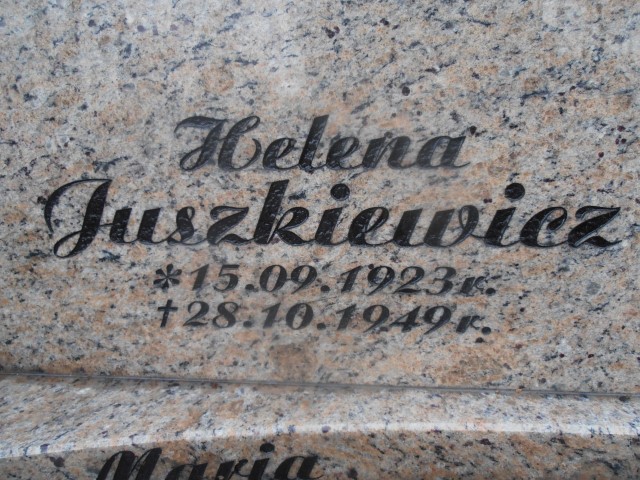 Helena
Juszkiewicz
*15.09.1923r.
†28.10.1949r.
Maria